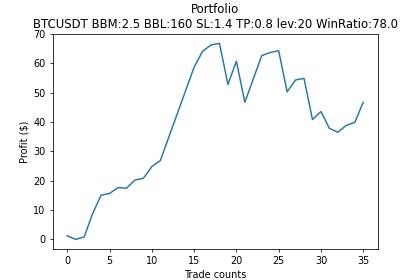 Portfolio
BTCUSDT BBM:2.5 BBL:160 SL:1.4 TP:0.8 lev:20 WinRatio:78.0
70
60
50
40
30
20
10
0
Profit ($)
0 5 10 15 20 25 30 35
Trade counts